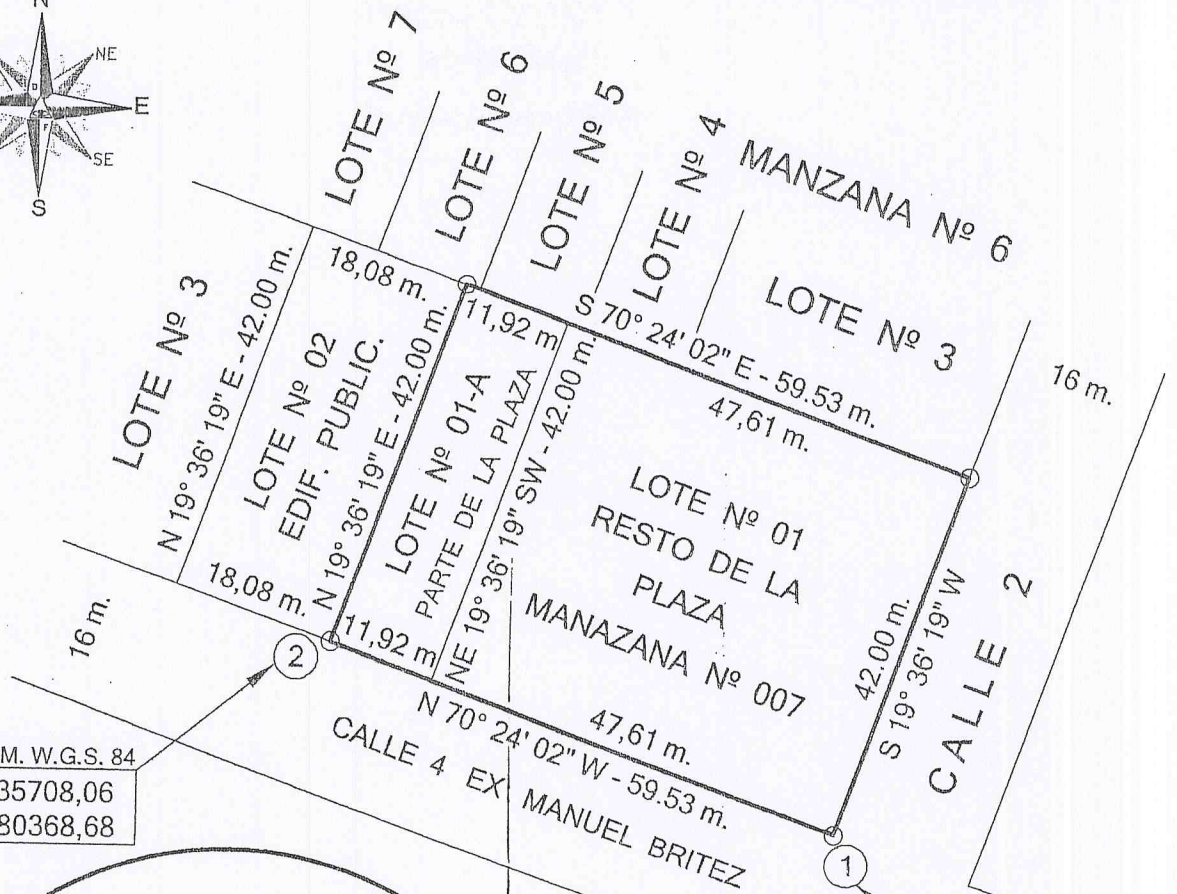 N
NE
E
SE
S
LOTE Nº 7
LOTE Nº 6
LOTE Nº 5
LOTE Nº 4
MANZANA Nº 6
LOTE Nº 3
16 m.
LOTE Nº 3
N 19° 36' 19" E - 42.00 m.
18,08 m.
LOTE Nº 02
EDIF. PUBLIC.
18,08 m.
N 19° 36' 19" E - 42.00 m.
11,92 m
LOTE Nº 01-A
PARTE DE LA PLAZA
11,92 m
NE 19° 36' 19" SW - 42.00 m.
S 70° 24' 02" E - 59.53 m.
47,61 m.
LOTE Nº 01
RESTO DE LA
PLAZA
MANAZANA Nº 007
47,61 m.
N 70° 24' 02" W - 59.53 m.
42.00 m.
S 19° 36' 19" W
CALLE 2
CALLE 4 EX MANUEL BRITEZ
16 m.
2
1
M. W.G.S. 84
35708,06
80368,68